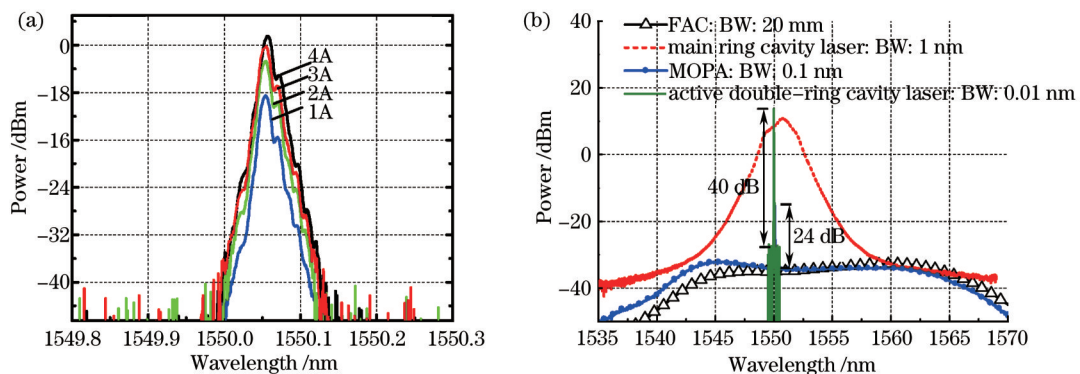 (a)
0
4A
3A
2A
1A
−18
−16
−24
−32
−40
Power /dBm
1549.8
1549.9
1550.0
1550.1
1550.2
1550.3
Wavelength /nm
(b)
40
20
0
−20
−40
Power /dBm
FAC: BW: 20 mm
main ring cavity laser: BW: 1 nm
MOPA: BW: 0.1 nm
active double−ring cavity laser: BW: 0.01 nm
40 dB
24 dB
1535
1540
1545
1550
1555
1560
1565
1570
Wavelength /nm